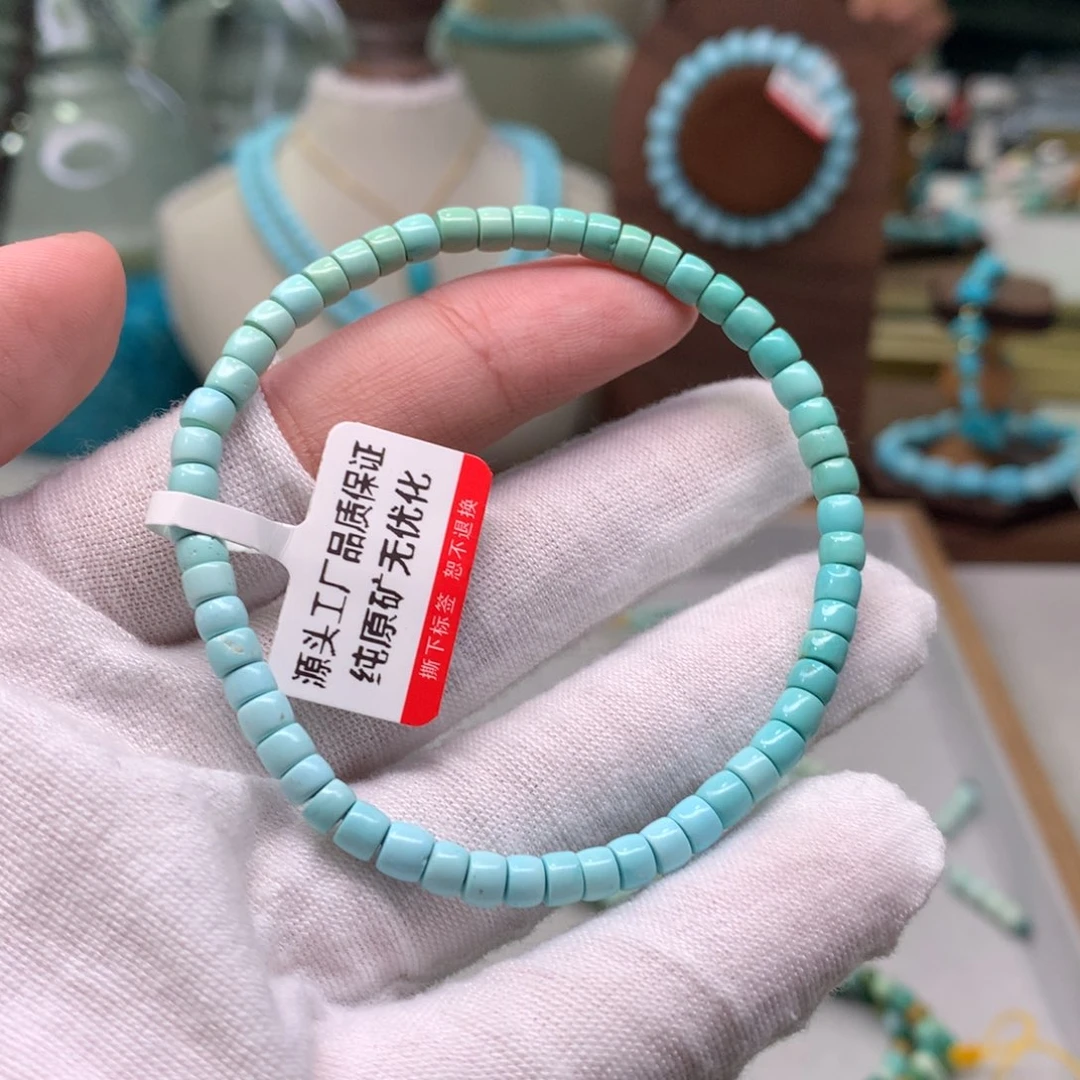 源头工厂品质保证
纯原矿无优化
撕下标签 恕不退换